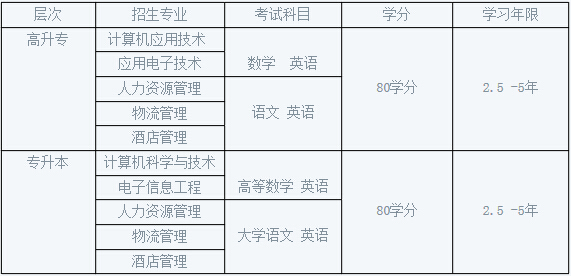 层次 招生专业 考试科目 学分 学习年限
高升专 计算机应用技术
应用电子技术 数学 英语
人力资源管理 80学分 2.5 -5年
物流管理 语文 英语
酒店管理
专升本 计算机科学与技术
电子信息工程 高等数学 英语
人力资源管理 80学分 2.5 -5年
物流管理 大学语文 英语
酒店管理